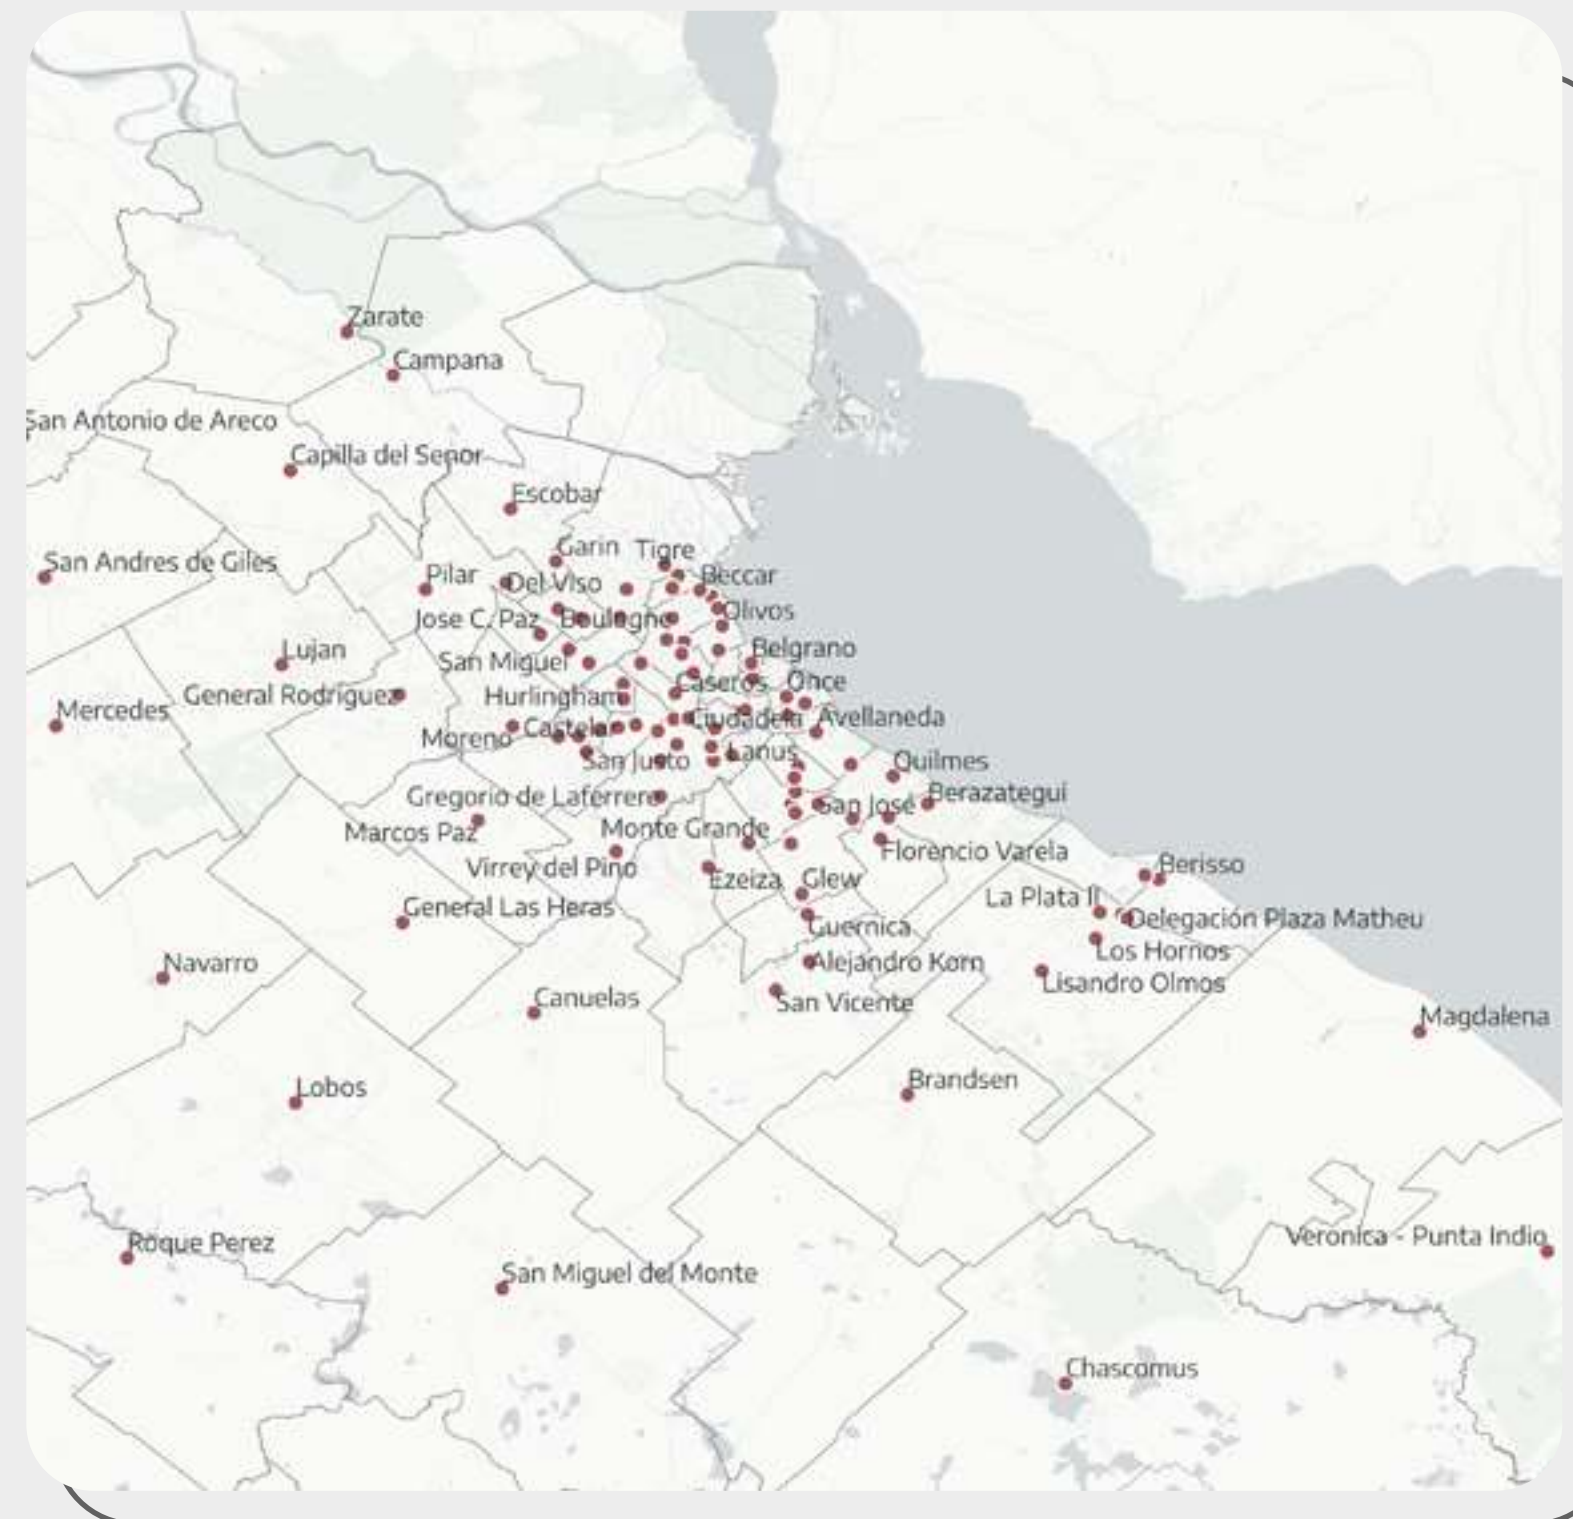 Zarate
Campana
San Antonio de Areco
Capilla del Senor
Escobar
Garin
Tigre
San Andres de Giles
Pilar
Del VIso
Beccar
Jose C. Paz
Boulogne
Olivos
Lujan
San Miguel
Belgrano
General Rodriguez
Hurlingham
Caseros
Once
Mercedes
Moreno
Castelar
Ciudadela
Avellaneda
San Justo
Lanus
Quilmes
Gregorio de Laferrere
San José
Berazategui
Marcos Paz
Monte Grande
Virrey del Pino
Florencio Varela
Ezeiza
Glew
Berisso
General Las Heras
La Plata II
Guernica
Delegación Plaza Matheu
Los Hornos
Navarro
Alejandro Korn
Lisandro Olmos
Canuelas
San Vicente
Magdalena
Lobos
Brandsen
Roque Perez
Veronica - Punta Indio
San Miguel del Monte
Chascomus